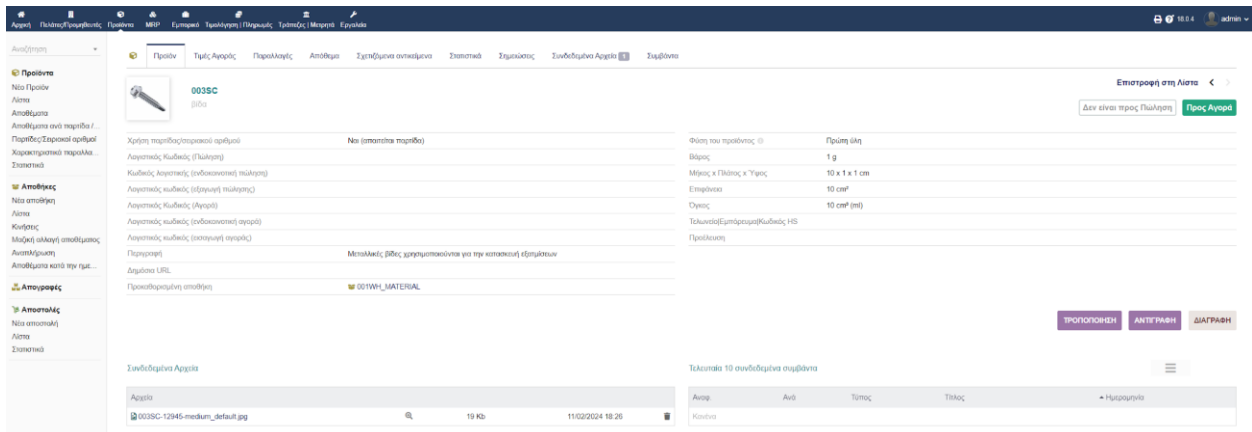 Αρχική Πελάτες/Προμηθευτές Προϊόντα MRP Εμπορικό Τιμολόγηση | Πληρωμές Τράπεζες | Μετρητά Εργαλεία 18.0.4 admin
Αναζήτηση
Προϊόν Τιμές Αγοράς Παραλλαγές Απόθεμα Σχετιζόμενα αντικείμενα Στατιστικά Σημειώσεις Συνδεδεμένα Αρχεία 1 Συμβάντα
Προϊόντα
Νέο Προϊόν
Λίστα
Αποθέματα
Αποθέματα ανά παρτίδα / ...
Παρτίδες/Σειριακοί αριθμοί
Χαρακτηριστικά παραλλα...
Στατιστικά
Αποθήκες
Νέα αποθήκη
Λίστα
Κινήσεις
Μαζική αλλαγή αποθέματος
Αναπλήρωση
Αποθέματα κατά την ημε...
Απογραφές
Αποστολές
Νέα αποστολή
Λίστα
Στατιστικά
003SC
βίδα
Επιστροφή στη Λίστα
Δεν είναι προς Πώληση Προς Αγορά
Χρήση παρτίδας/σειριακού αριθμού Ναι (απαιτείται παρτίδα)
Λογιστικός Κωδικός (Πώληση)
Κωδικός λογιστικής (ενδοκοινοτική πώληση)
Λογιστικός κωδικός (εξαγωγή πώλησης)
Λογιστικός Κωδικός (Αγορά)
Λογιστικός κωδικός (ενδοκοινοτική αγορά)
Λογιστικός κωδικός (εισαγωγή αγοράς)
Περιγραφή Μεταλλικές βίδες χρησιμοποιούνται για την κατασκευή εξατμίσεων
Δημόσια URL
Προκαθορισμένη αποθήκη 001WH_MATERIAL
Φύση του προϊόντος Πρώτη ύλη
Βάρος 1 g
Μήκος x Πλάτος x Ύψος 10 x 1 x 1 cm
Επιφάνεια 10 cm²
Όγκος 10 cm³ (ml)
Τελωνείο|Εμπόρευμα|Κωδικός HS
Προέλευση
ΤΡΟΠΟΠΟΙΗΣΗ ΑΝΤΙΓΡΑΦΗ ΔΙΑΓΡΑΦΗ
Συνδεδεμένα Αρχεία
Αρχεία
003SC-12945-medium_default.jpg 19 Kb 11/02/2024 18:26
Τελευταία 10 συνδεδεμένα συμβάντα
Αναφ. Ανά Τύπος Τίτλος Ημερομηνία
Κανένα